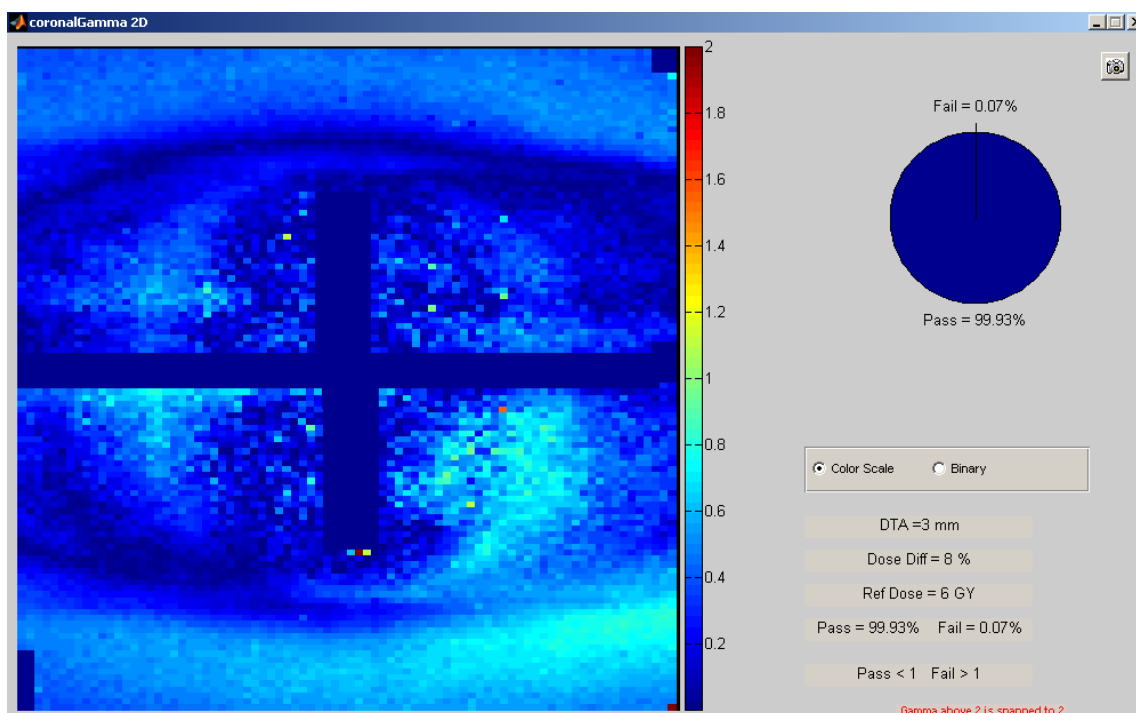 coronalGamma 2D
2
1.8
1.6
1.4
1.2
1
0.8
0.6
0.4
0.2
Fail = 0.07%
Pass = 99.93%
Color Scale Binary
DTA =3 mm
Dose Diff = 8 %
Ref Dose = 6 GY
Pass = 99.93% Fail = 0.07%
Pass < 1 Fail > 1
Gamma above 2 is snapped to 2